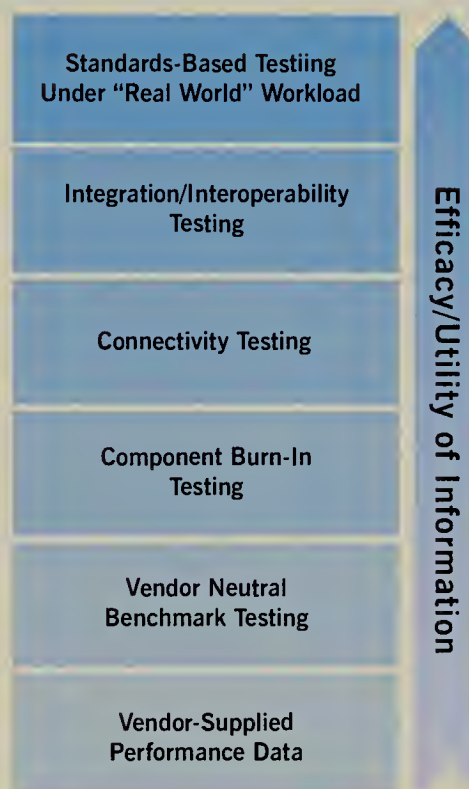 Standards-Based Testiing
Under “Real World” Workload
Integration/Interoperability
Testing
Connectivity Testing
Component Burn-In
Testing
Vendor Neutral
Benchmark Testing
Vendor-Supplied
Performance Data
Efficacy/Utility of Information